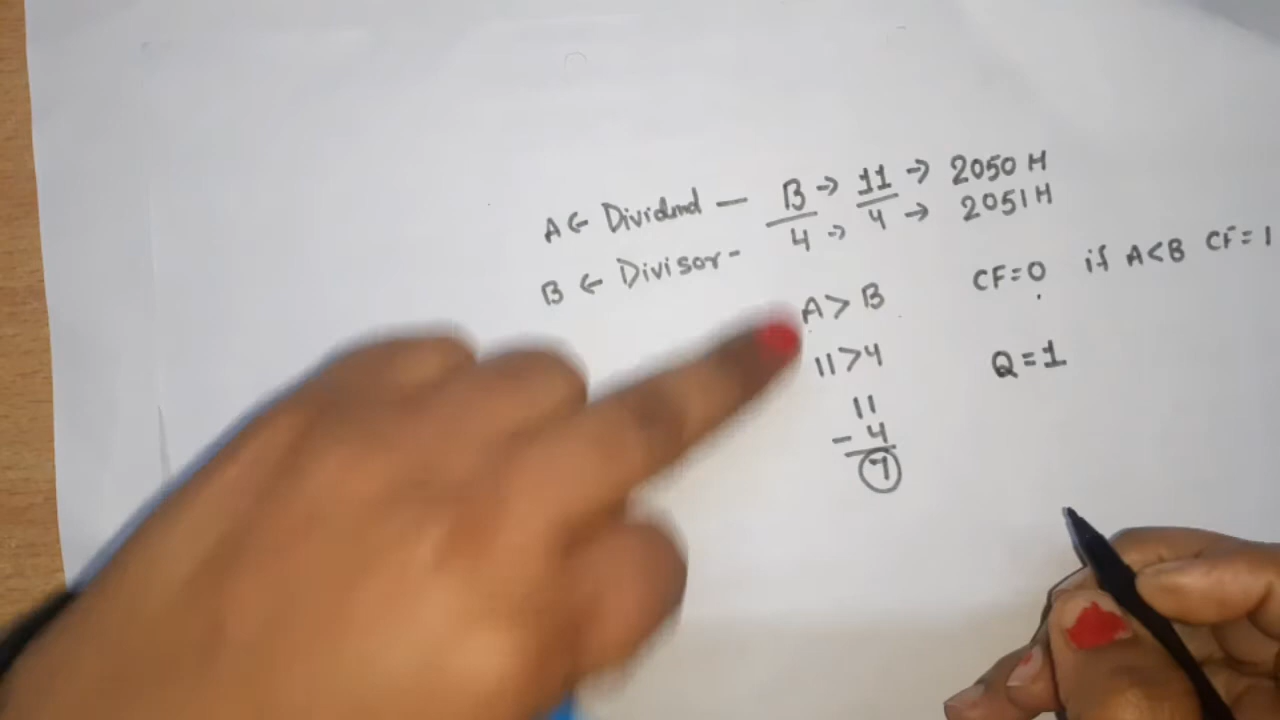 A ← Dividend — B → 11 → 2050 H
B ← Divisor - 4 → 4 → 2051 H
A > B CF = 0 if A < B CF = 1
11 > 4 Q = 1
11
- 4
7